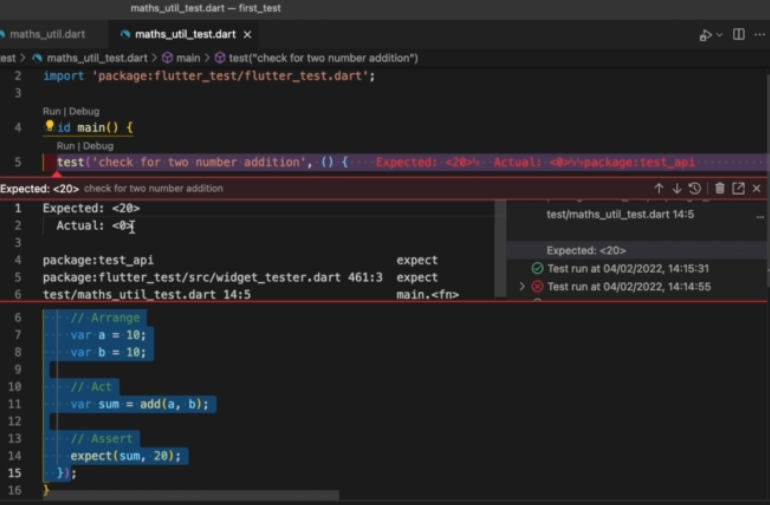 maths_util_test.dart — first_test
maths_util.dart
maths_util_test.dart ×
est > maths_util_test.dart > main > test("check for two number addition")
2 import 'package:flutter_test/flutter_test.dart';
3
Run | Debug
4 id main() {
Run | Debug
5 test('check for two number addition', () { Expected: <20> Actual: <0> package:test_api
Expected: <20> check for two number addition
1 Expected: <20>
2 Actual: <0>
3
4 package:test_api expect
5 package:flutter_test/src/widget_tester.dart 461:3 expect
6 test/maths_util_test.dart 14:5 main.<fn>
test/maths_util_test.dart 14:5 ...
Expected: <20>
Test run at 04/02/2022, 14:15:31
Test run at 04/02/2022, 14:14:55
6 // Arrange
7 var a = 10;
8 var b = 10;
9
10 // Act
11 var sum = add(a, b);
12
13 // Assert
14 expect(sum, 20);
15 });
16 }